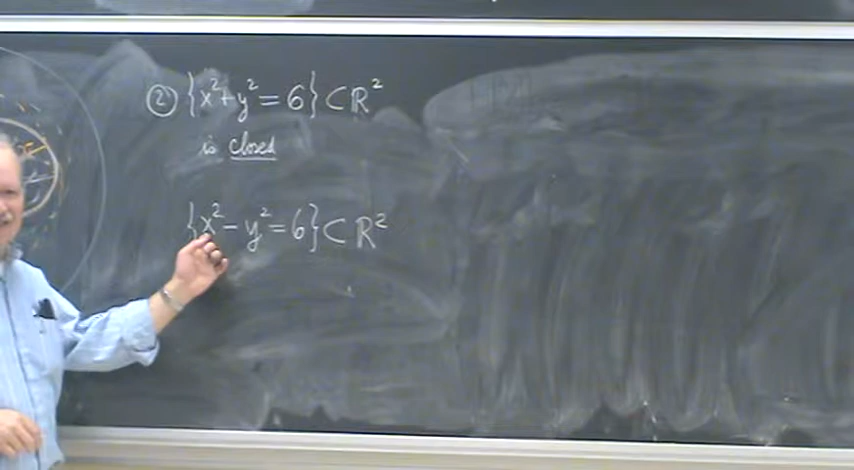 ② {x²+y²=6} ⊂ ℝ²
is closed
{x²-y²=6} ⊂ ℝ²